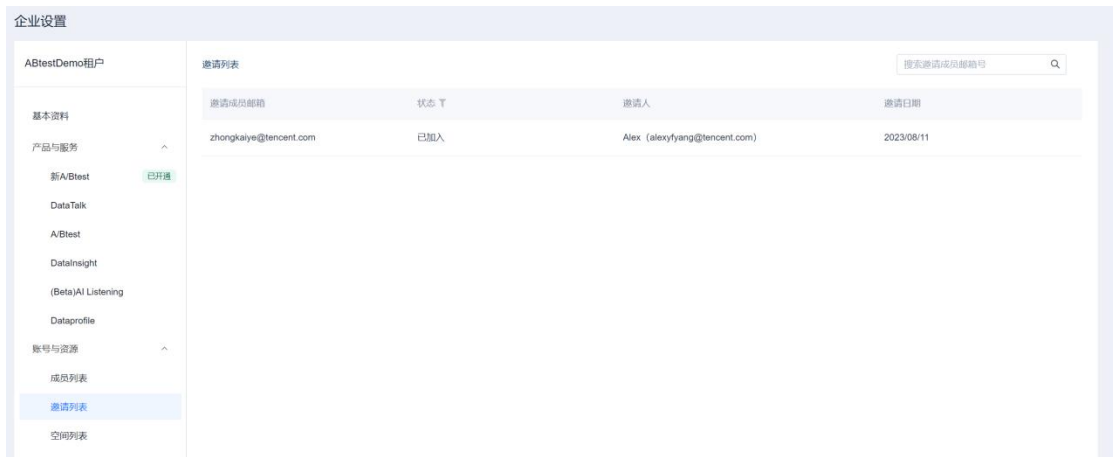 企业设置
ABtestDemo租户
基本资料
产品与服务
新A/Btest 已开通
DataTalk
A/Btest
DataInsight
(Beta)AI Listening
Dataprofile
账号与资源
成员列表
邀请列表
空间列表
邀请列表
搜索邀请成员邮箱号
邀请成员邮箱 状态 邀请人 邀请日期
zhongkaiye@tencent.com 已加入 Alex（alexyfyang@tencent.com） 2023/08/11